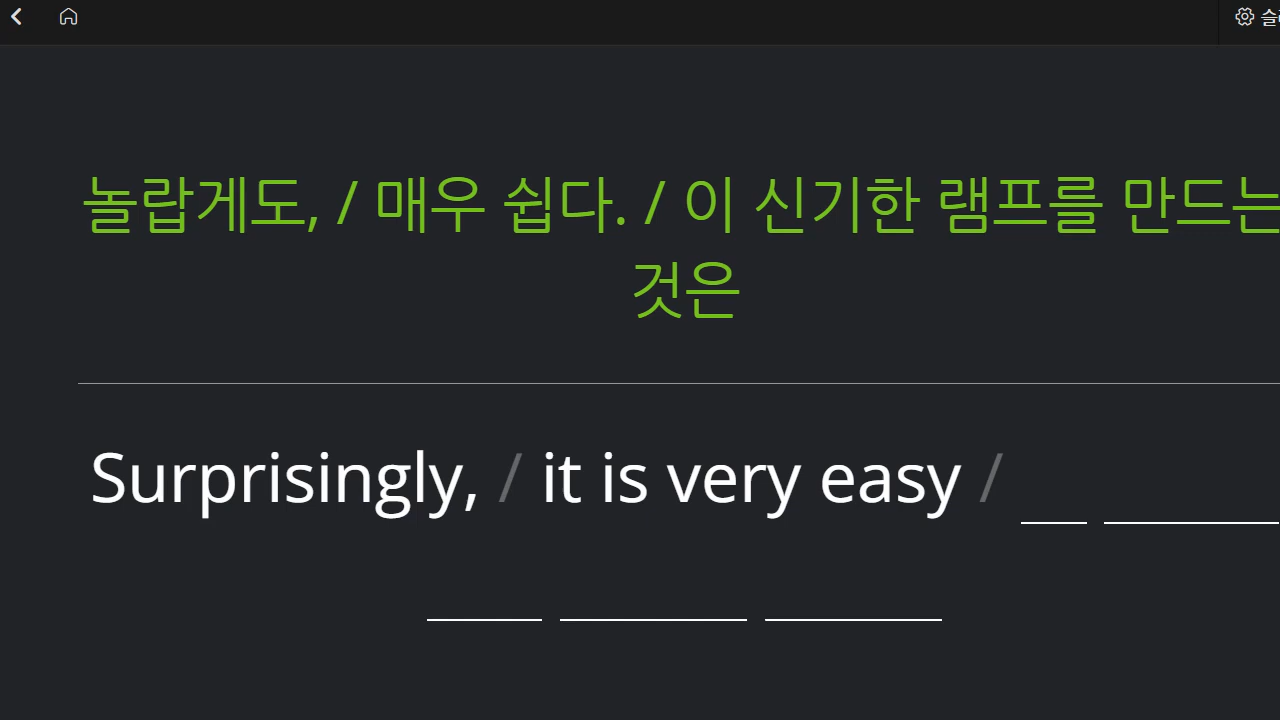 놀랍게도, / 매우 쉽다. / 이 신기한 램프를 만드는
것은
Surprisingly, / it is very easy /